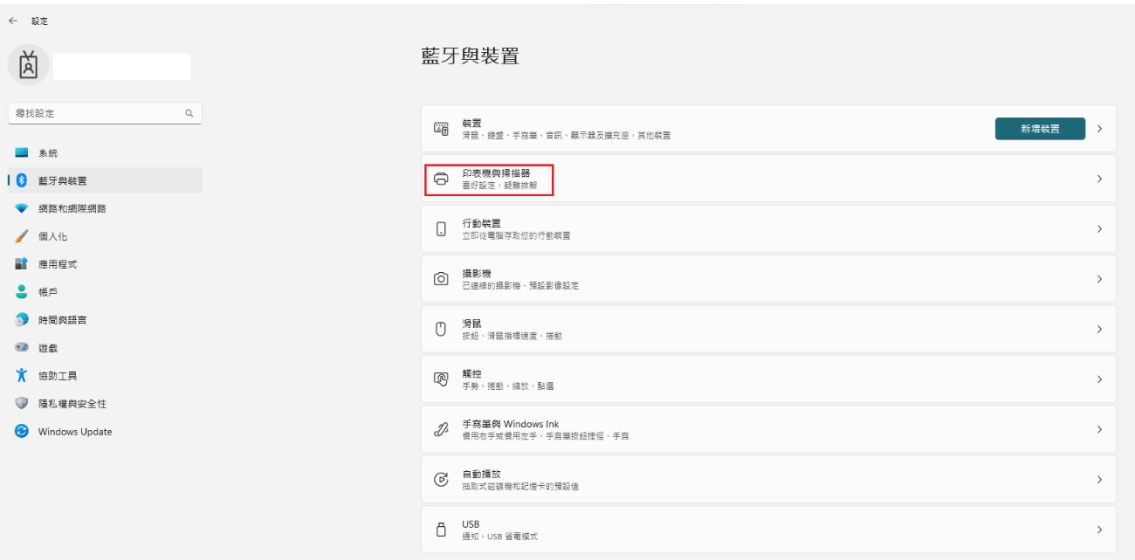 設定
藍牙與裝置
尋找設定
裝置
滑鼠、鍵盤、手寫筆、音訊、顯示器及擴充座，其他裝置
新增裝置
系統
印表機與掃描器
喜好設定，疑難排解
藍牙與裝置
網路和網際網路
行動裝置
立即從電腦存取您的行動裝置
個人化
應用程式
攝影機
已連線的攝影機、預設影像設定
帳戶
時間與語言
滑鼠
按鈕、滑鼠指標速度、捲動
遊戲
協助工具
觸控
手勢、捲動、縮放、點選
隱私權與安全性
手寫筆與 Windows Ink
慣用右手或慣用左手、手寫筆按鈕捷徑、手寫
Windows Update
自動播放
抽取式磁碟機和記憶卡的預設值
USB
通知，USB 省電模式